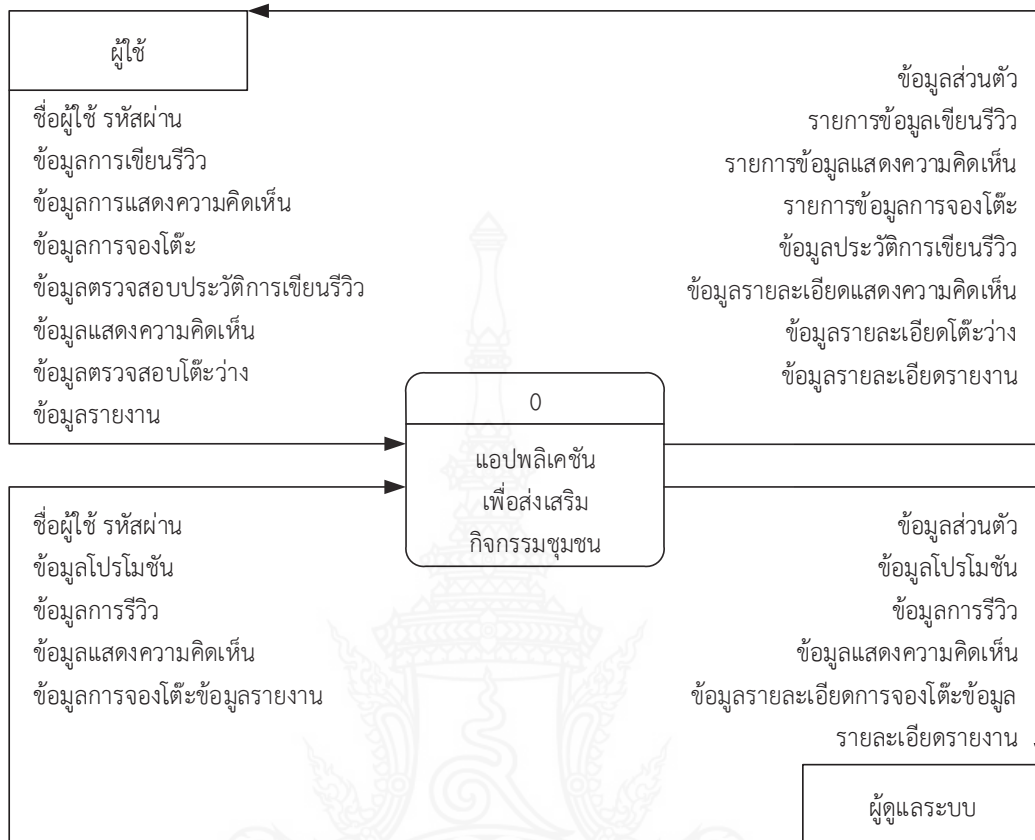 ผู้ใช้
ชื่อผู้ใช้ รหัสผ่าน
ข้อมูลการเขียนรีวิว
ข้อมูลการแสดงความคิดเห็น
ข้อมูลการจองโต๊ะ
ข้อมูลตรวจสอบประวัติการเขียนรีวิว
ข้อมูลแสดงความคิดเห็น
ข้อมูลตรวจสอบโต๊ะว่าง
ข้อมูลรายงาน
ข้อมูลส่วนตัว
รายการข้อมูลเขียนรีวิว
รายการข้อมูลแสดงความคิดเห็น
รายการข้อมูลการจองโต๊ะ
ข้อมูลประวัติการเขียนรีวิว
ข้อมูลรายละเอียดแสดงความคิดเห็น
ข้อมูลรายละเอียดโต๊ะว่าง
ข้อมูลรายละเอียดรายงาน
0
แอปพลิเคชัน
เพื่อส่งเสริม
กิจกรรมชุมชน
ชื่อผู้ใช้ รหัสผ่าน
ข้อมูลโปรโมชัน
ข้อมูลการรีวิว
ข้อมูลแสดงความคิดเห็น
ข้อมูลการจองโต๊ะข้อมูลรายงาน
ข้อมูลส่วนตัว
ข้อมูลโปรโมชัน
ข้อมูลการรีวิว
ข้อมูลแสดงความคิดเห็น
ข้อมูลรายละเอียดการจองโต๊ะข้อมูล
รายละเอียดรายงาน
ผู้ดูแลระบบ